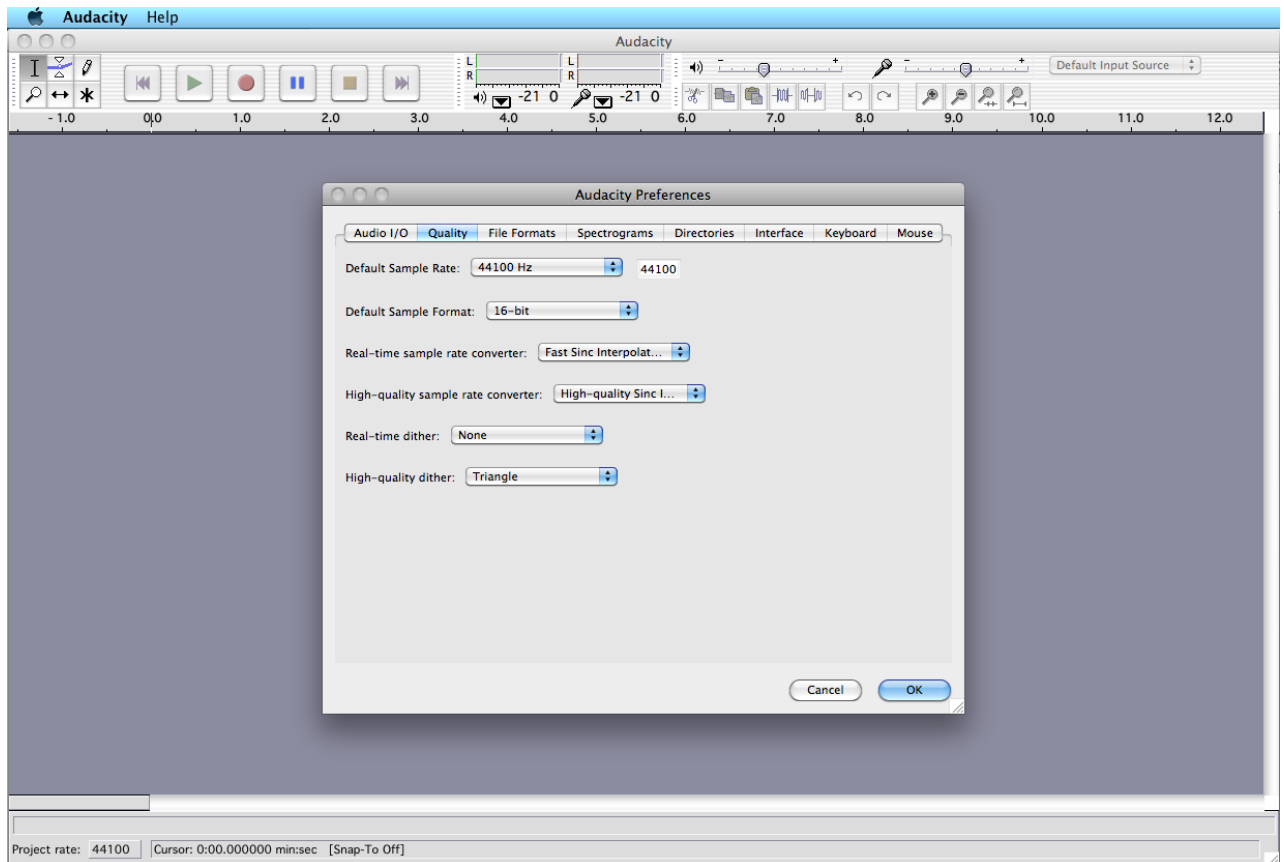 Audacity Help
Audacity
L
R
L
R
-21 0
-21 0
- +
- +
Default Input Source
- 1.0 0.0 1.0 2.0 3.0 4.0 5.0 6.0 7.0 8.0 9.0 10.0 11.0 12.0
Audacity Preferences
Audio I/O Quality File Formats Spectrograms Directories Interface Keyboard Mouse
Default Sample Rate: 44100 Hz 44100
Default Sample Format: 16-bit
Real-time sample rate converter: Fast Sinc Interpolat...
High-quality sample rate converter: High-quality Sinc I...
Real-time dither: None
High-quality dither: Triangle
Cancel OK
Project rate: 44100 Cursor: 0:00.000000 min:sec [Snap-To Off]